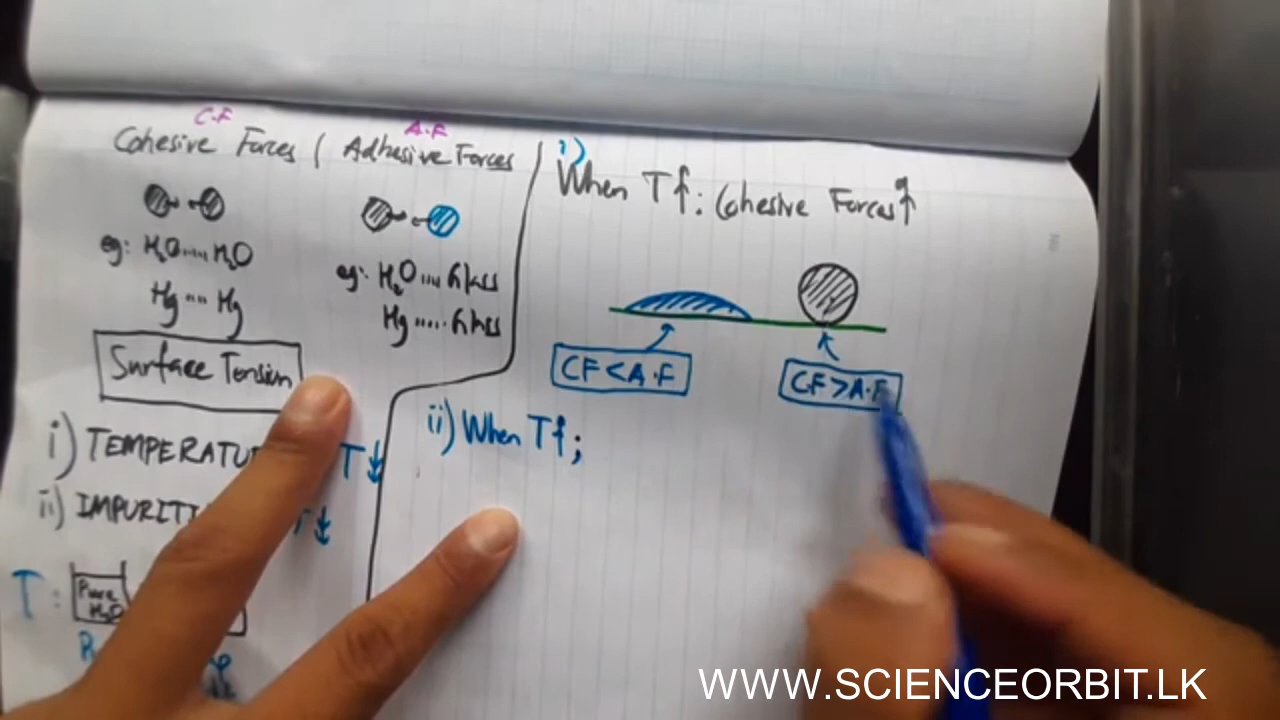 C.F
A.F
Cohesive Forces / Adhesive Forces
eg: H2O....H2O
Hg.... Hg
eg:- H2O.... Glass
Hg ..... Glass
Surface Tension
i) TEMPERATU
T↓
ii) IMPURITI
↓
T :
Pure
H2O
i)
When T↑: Cohesive Forces↑
CF<A.F
CF>A.F
ii) When T↑;
WWW.SCIENCEORBIT.LK